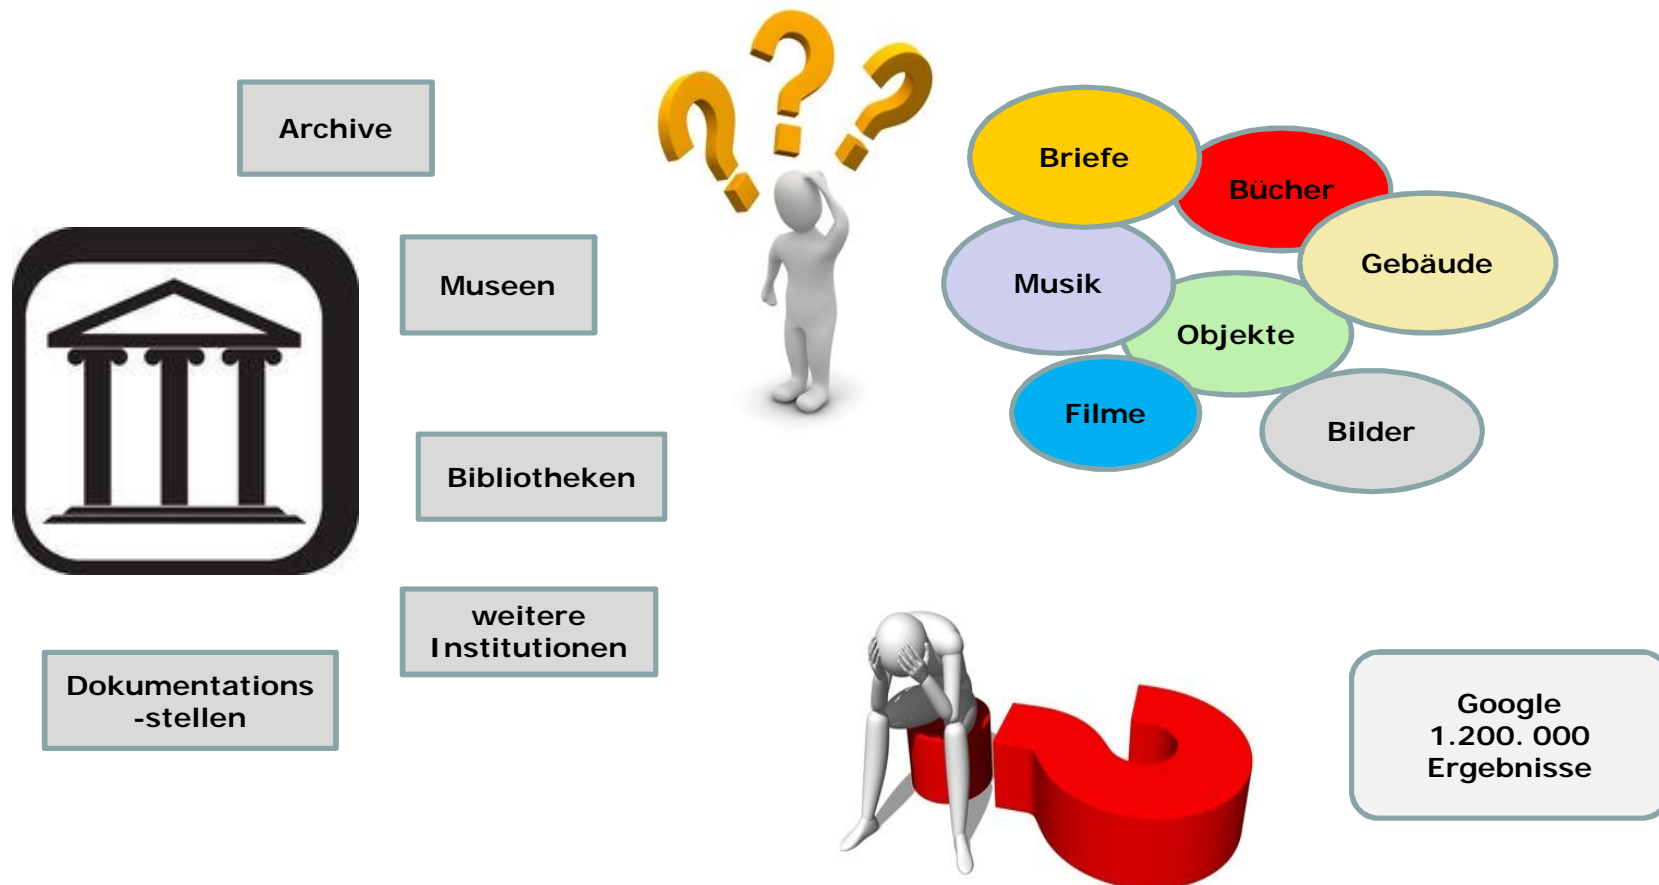 Archive
Museen
Bibliotheken
weitere
Institutionen
Dokumentations
-stellen
Briefe
Bücher
Gebäude
Musik
Objekte
Filme
Bilder
Google
1.200. 000
Ergebnisse